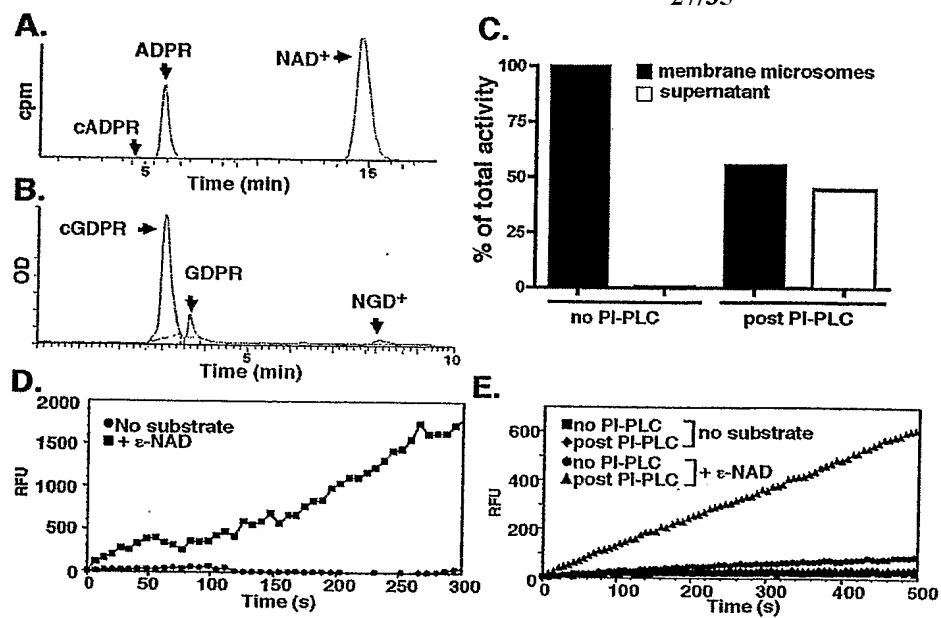 27/33
A.
cpm
ADPR
NAD+
cADPR
5
15
Time (min)
B.
OD
cGDPR
GDPR
NGD+
5
10
Time (min)
C.
% of total activity
100
75
50
25
0
membrane microsomes
supernatant
no PI-PLC
post PI-PLC
D.
RFU
2000
1500
1000
500
0
No substrate
+ ε-NAD
0 50 100 150 200 250 300
Time (s)
E.
RFU
600
400
200
0
no PI-PLC
post PI-PLC
no substrate
no PI-PLC
post PI-PLC
+ ε-NAD
100 200 300 400 500
Time (s)